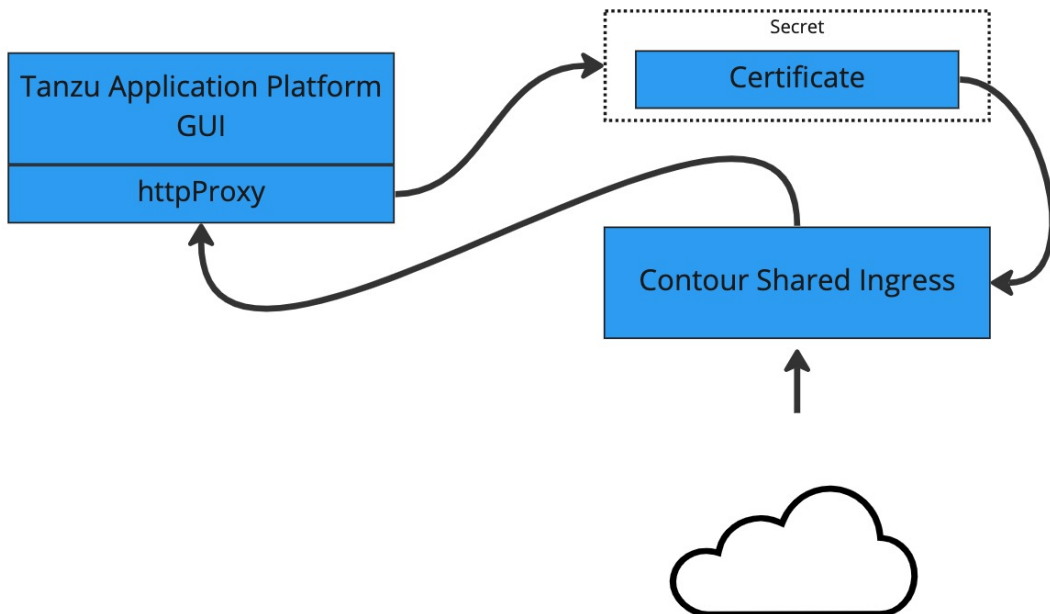 Secret
Tanzu Application Platform
GUI
Certificate
httpProxy
Contour Shared Ingress